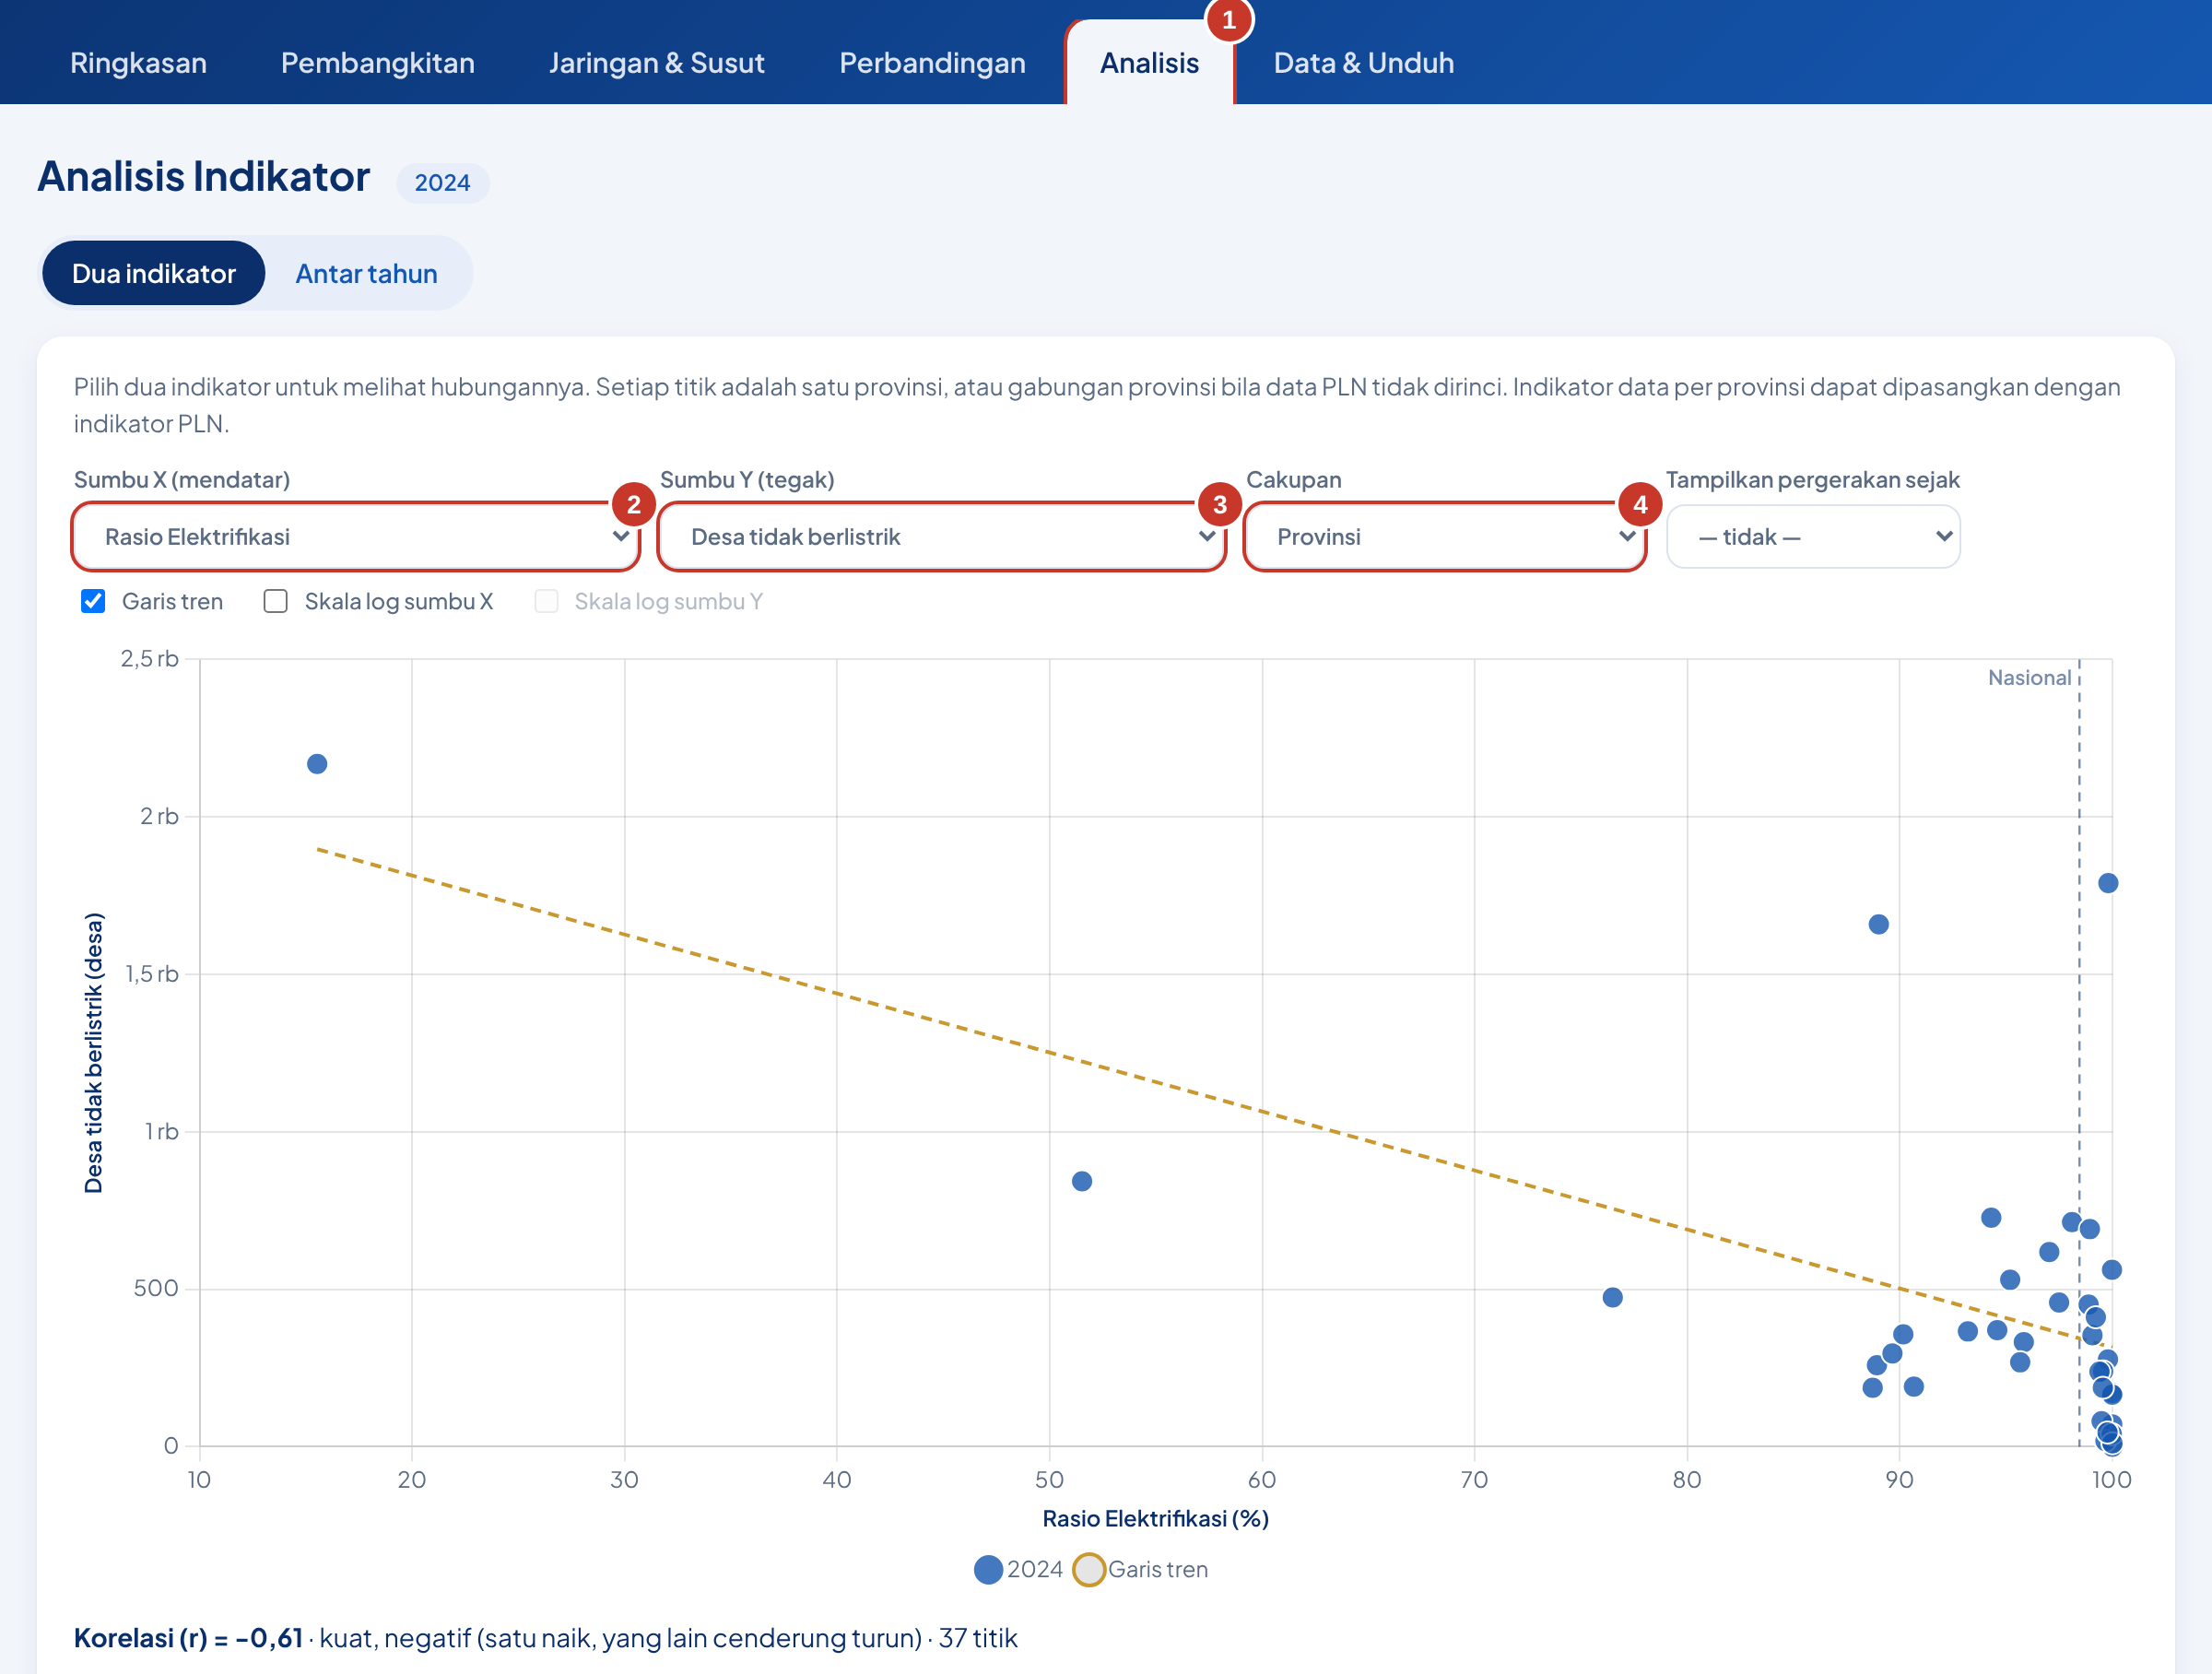 Ringkasan Pembangkitan Jaringan & Susut Perbandingan Analisis 1 Data & Unduh
Analisis Indikator 2024
Dua indikator Antar tahun
Pilih dua indikator untuk melihat hubungannya. Setiap titik adalah satu provinsi, atau gabungan provinsi bila data PLN tidak dirinci. Indikator data per provinsi dapat dipasangkan dengan
indikator PLN.
Sumbu X (mendatar) Sumbu Y (tegak) Cakupan Tampilkan pergerakan sejak
Rasio Elektrifikasi 2 Desa tidak berlistrik 3 Provinsi 4 — tidak —
Garis tren Skala log sumbu X Skala log sumbu Y
2,5 rb
Nasional
2 rb
1,5 rb
1 rb
500
0
Desa tidak berlistrik (desa)
10 20 30 40 50 60 70 80 90 100
Rasio Elektrifikasi (%)
2024 Garis tren
Korelasi (r) = −0,61 · kuat, negatif (satu naik, yang lain cenderung turun) · 37 titik